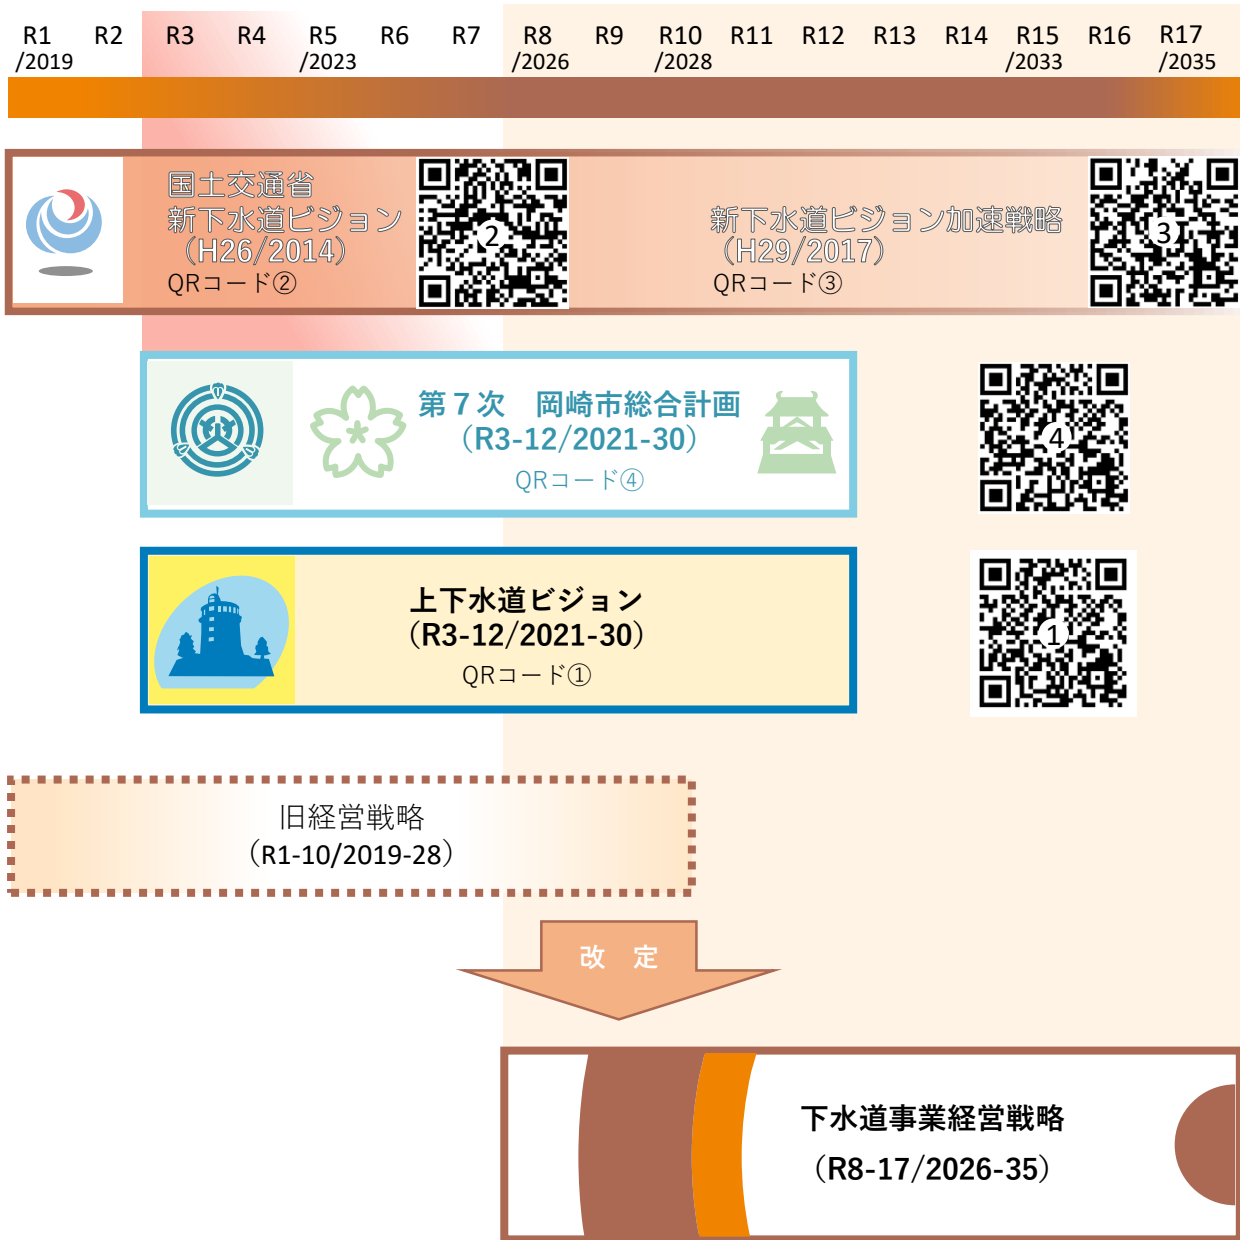 R1 R2 R3 R4 R5 R6 R7 R8 R9 R10 R11 R12 R13 R14 R15 R16 R17
/2019 /2023 /2026 /2028 /2033 /2035
国土交通省
新下水道ビジョン
（H26/2014）
QRコード②
②
新下水道ビジョン加速戦略
（H29/2017）
QRコード③
③
第７次　岡崎市総合計画
（R3-12/2021-30）
QRコード④
④
上下水道ビジョン
（R3-12/2021-30）
QRコード①
①
旧経営戦略
（R1-10/2019-28）
改　定
下水道事業経営戦略
（R8-17/2026-35）